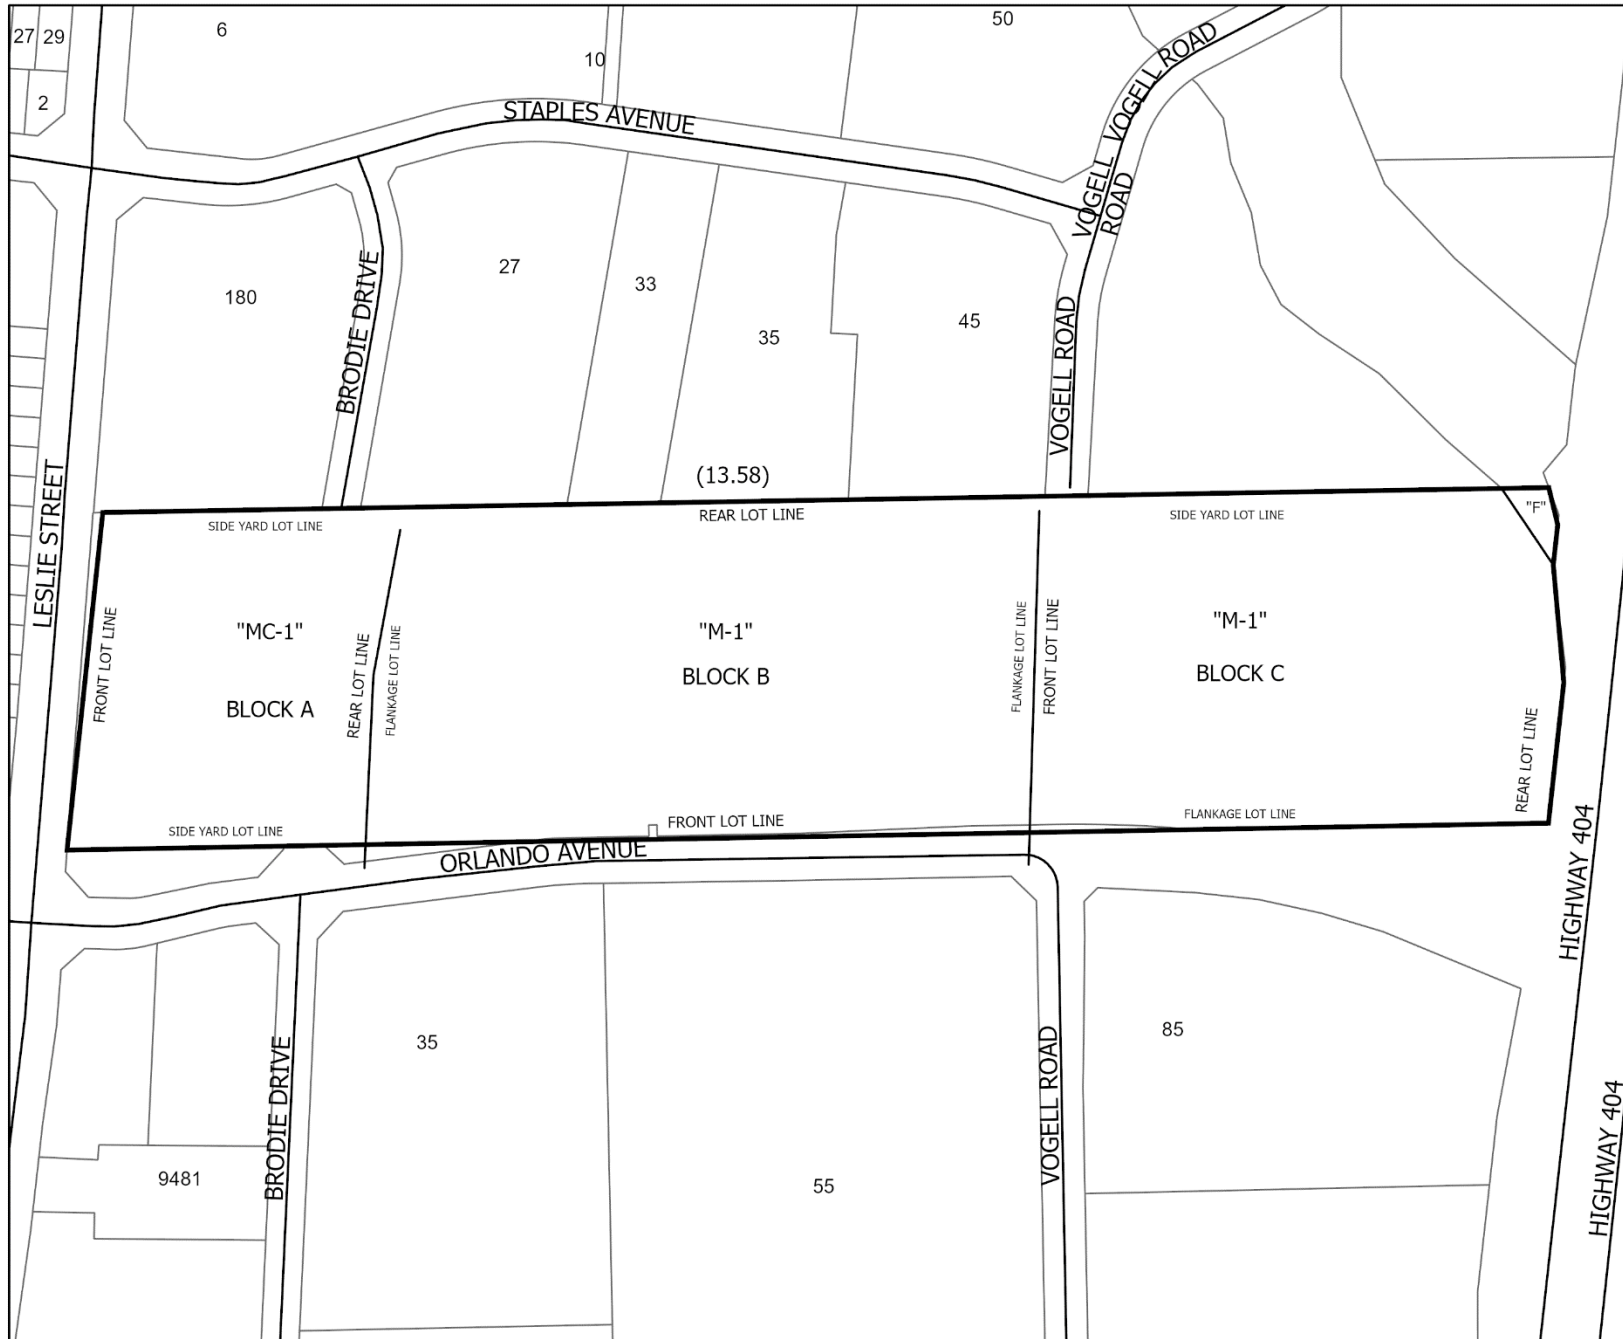 27
29
6
50
10
2
STAPLES AVENUE
VOGELL ROAD
VOGELL
ROAD
180
BRODIE DRIVE
27
33
35
45
VOGELL ROAD
(13.58)
LESLIE STREET
SIDE YARD LOT LINE
REAR LOT LINE
SIDE YARD LOT LINE
"F"
FRONT LOT LINE
"MC-1"
BLOCK A
REAR LOT LINE
FLANKAGE LOT LINE
"M-1"
BLOCK B
FLANKAGE LOT LINE
FRONT LOT LINE
"M-1"
BLOCK C
REAR LOT LINE
SIDE YARD LOT LINE
FRONT LOT LINE
FLANKAGE LOT LINE
ORLANDO AVENUE
HIGHWAY 404
35
85
BRODIE DRIVE
VOGELL ROAD
9481
55
HIGHWAY 404